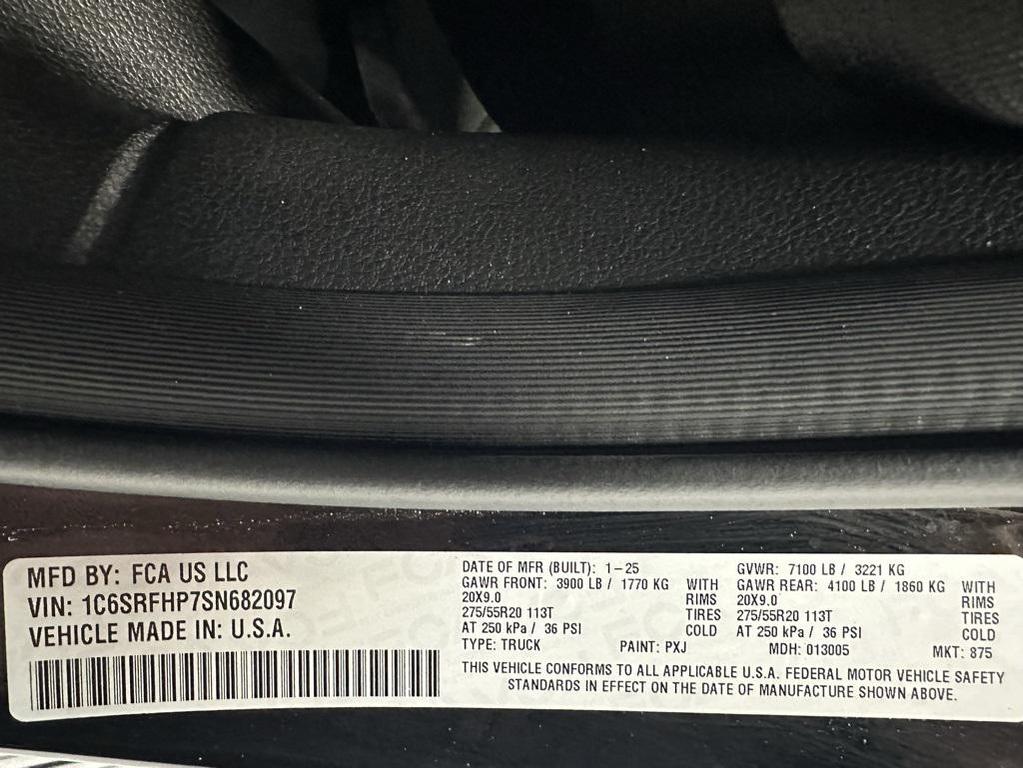 MFD BY: FCA US LLC
VIN: 1C6SRFHP7SN682097
VEHICLE MADE IN: U.S.A.
DATE OF MFR (BUILT): 1-25
GAWR FRONT: 3900 LB / 1770 KG WITH
20X9.0 RIMS
275/55R20 113T TIRES
AT 250 kPa / 36 PSI COLD
GVWR: 7100 LB / 3221 KG
GAWR REAR: 4100 LB / 1860 KG WITH
20X9.0 RIMS
275/55R20 113T TIRES
AT 250 kPa / 36 PSI COLD
TYPE: TRUCK PAINT: PXJ MDH: 013005 MKT: 875
THIS VEHICLE CONFORMS TO ALL APPLICABLE U.S.A. FEDERAL MOTOR VEHICLE SAFETY
STANDARDS IN EFFECT ON THE DATE OF MANUFACTURE SHOWN ABOVE.